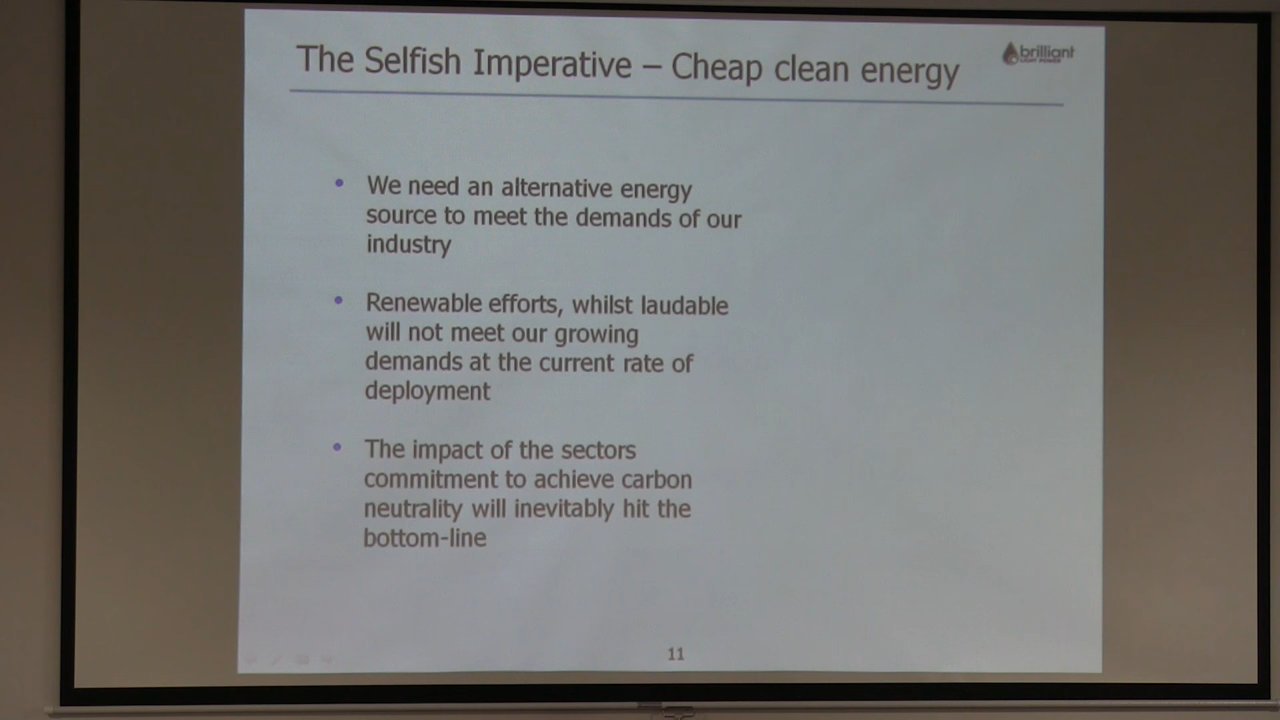 The Selfish Imperative – Cheap clean energy
brilliant
LIGHT POWER
• We need an alternative energy
source to meet the demands of our
industry
• Renewable efforts, whilst laudable
will not meet our growing
demands at the current rate of
deployment
• The impact of the sectors
commitment to achieve carbon
neutrality will inevitably hit the
bottom-line
11